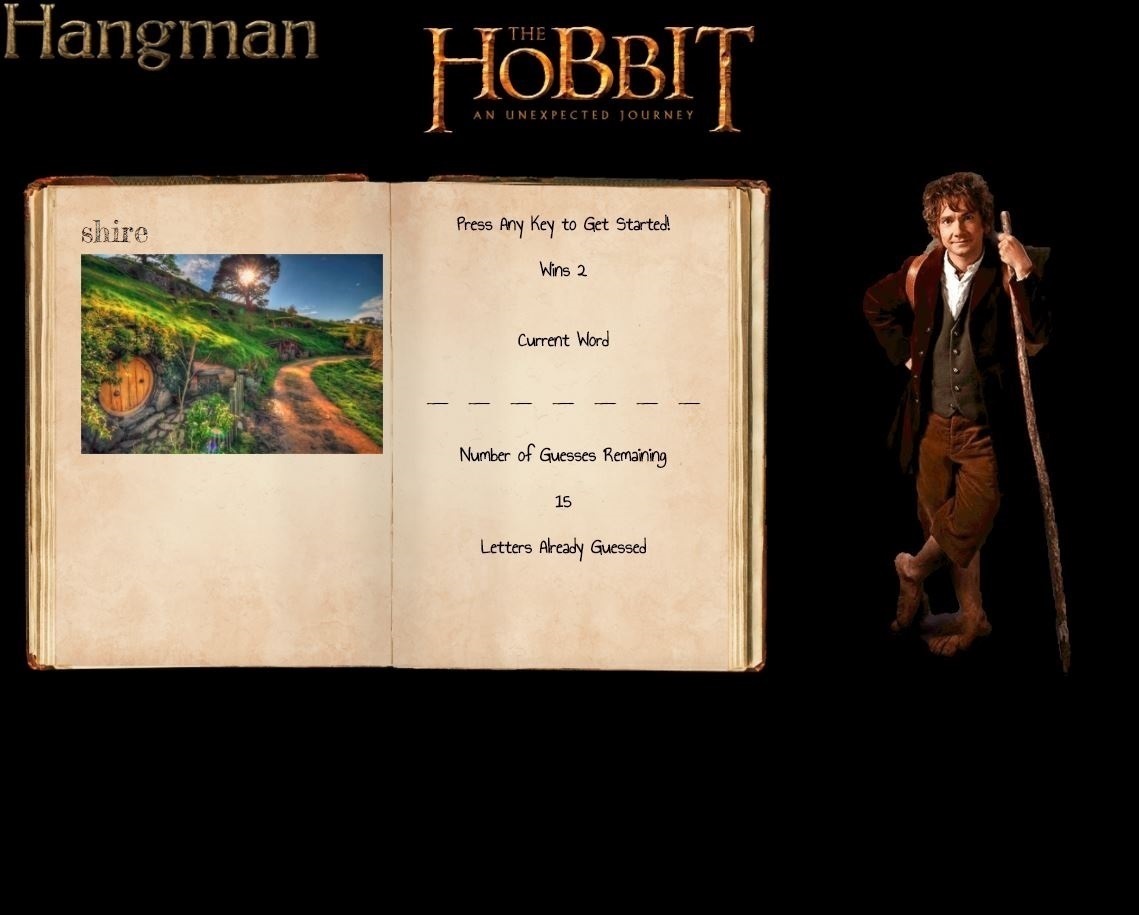 Hangman
THE
HOBBIT
AN UNEXPECTED JOURNEY
shire
Press Any Key to Get Started!
Wins 2
Current Word
_ _ _ _ _ _ _
Number of Guesses Remaining
15
Letters Already Guessed